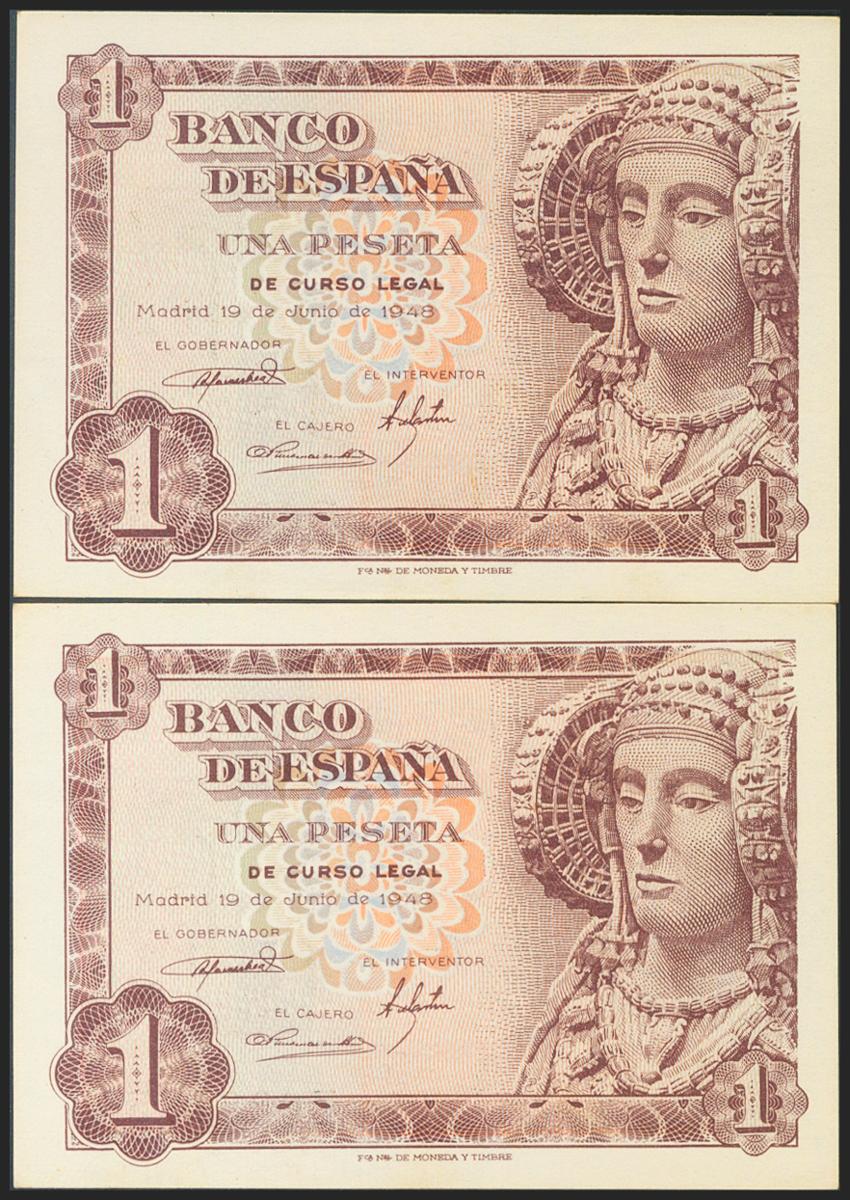 1
BANCO
DE ESPAÑA
UNA PESETA
DE CURSO LEGAL
Madrid 19 de Junio de 1948
EL GOBERNADOR
EL INTERVENTOR
EL CAJERO
1
1
Fca Nal DE MONEDA Y TIMBRE
1
BANCO
DE ESPAÑA
UNA PESETA
DE CURSO LEGAL
Madrid 19 de Junio de 1948
EL GOBERNADOR
EL INTERVENTOR
EL CAJERO
1
1
Fca Nal DE MONEDA Y TIMBRE